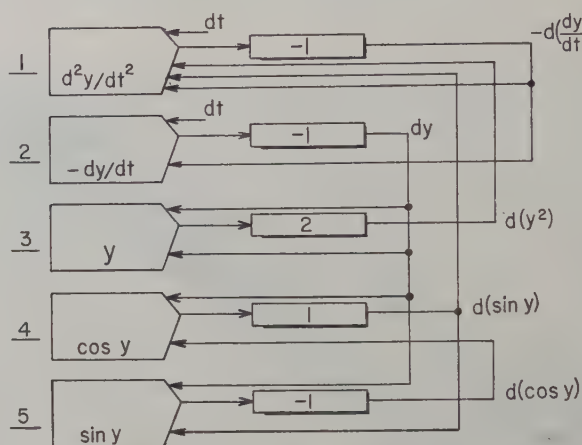 dt
-1
-d(dy/dt
1
d²y/dt²
dt
-1
dy
2
-dy/dt
3
y
2
d(y²)
4
cos y
1
d(sin y)
5
sin y
-1
d(cos y)